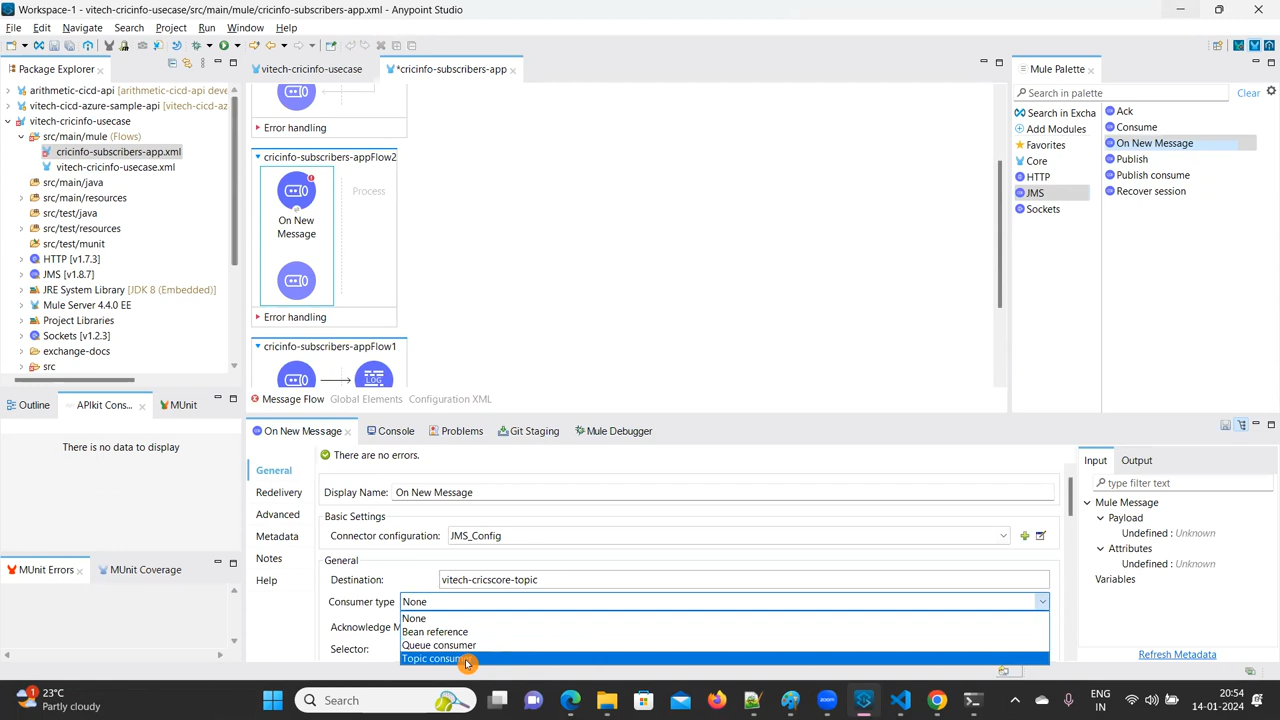 Workspace-1 - vitech-cricinfo-usecase/src/main/mule/cricinfo-subscribers-app.xml - Anypoint Studio
File Edit Navigate Search Project Run Window Help
Package Explorer
arithmetic-cicd-api [arithmetic-cicd-api deve
vitech-cicd-azure-sample-api [vitech-cicd-az
vitech-cricinfo-usecase
src/main/mule (Flows)
cricinfo-subscribers-app.xml
vitech-cricinfo-usecase.xml
src/main/java
src/main/resources
src/test/java
src/test/resources
src/test/munit
HTTP [v1.7.3]
JMS [v1.8.7]
JRE System Library [JDK 8 (Embedded)]
Mule Server 4.4.0 EE
Project Libraries
Sockets [v1.2.3]
exchange-docs
src
Outline APIkit Cons... MUnit
There is no data to display
MUnit Errors MUnit Coverage
vitech-cricinfo-usecase *cricinfo-subscribers-app
Error handling
cricinfo-subscribers-appFlow2
Process
On New
Message
Error handling
cricinfo-subscribers-appFlow1
LOG
Message Flow Global Elements Configuration XML
Mule Palette
Search in palette Clear
Search in Excha
Add Modules
Favorites
Core
HTTP
JMS
Sockets
Ack
Consume
On New Message
Publish
Publish consume
Recover session
On New Message Console Problems Git Staging Mule Debugger
General
Redelivery
Advanced
Metadata
Notes
Help
There are no errors.
Display Name: On New Message
Basic Settings
Connector configuration: JMS_Config
General
Destination: vitech-cricscore-topic
Consumer type None
None
Bean reference
Queue consumer
Topic consum
Acknowledge M
Selector:
Input Output
type filter text
Mule Message
Payload
Undefined : Unknown
Attributes
Undefined : Unknown
Variables
Refresh Metadata
1
23°C
Partly cloudy
Search
zoom
ENG
IN
20:54
14-01-2024